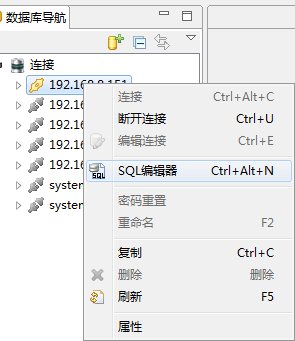 数据库导航
连接
192.168.0.151
192.16
192.16
192.16
192.16
system
system
连接 Ctrl+Alt+C
断开连接 Ctrl+U
编辑连接 Ctrl+E
SQL编辑器 Ctrl+Alt+N
密码重置
重命名 F2
复制 Ctrl+C
删除 删除
刷新 F5
属性